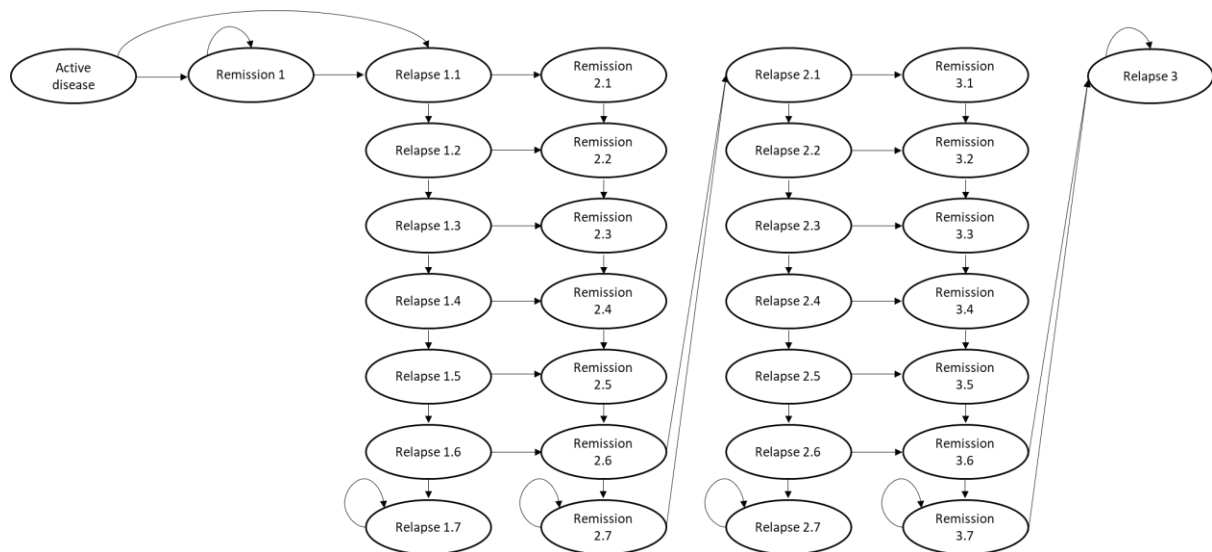 Active
disease
Remission 1
Relapse 1.1
Remission
2.1
Relapse 2.1
Remission
3.1
Relapse 3
Relapse 1.2
Remission
2.2
Relapse 2.2
Remission
3.2
Relapse 1.3
Remission
2.3
Relapse 2.3
Remission
3.3
Relapse 1.4
Remission
2.4
Relapse 2.4
Remission
3.4
Relapse 1.5
Remission
2.5
Relapse 2.5
Remission
3.5
Relapse 1.6
Remission
2.6
Relapse 2.6
Remission
3.6
Relapse 1.7
Remission
2.7
Relapse 2.7
Remission
3.7